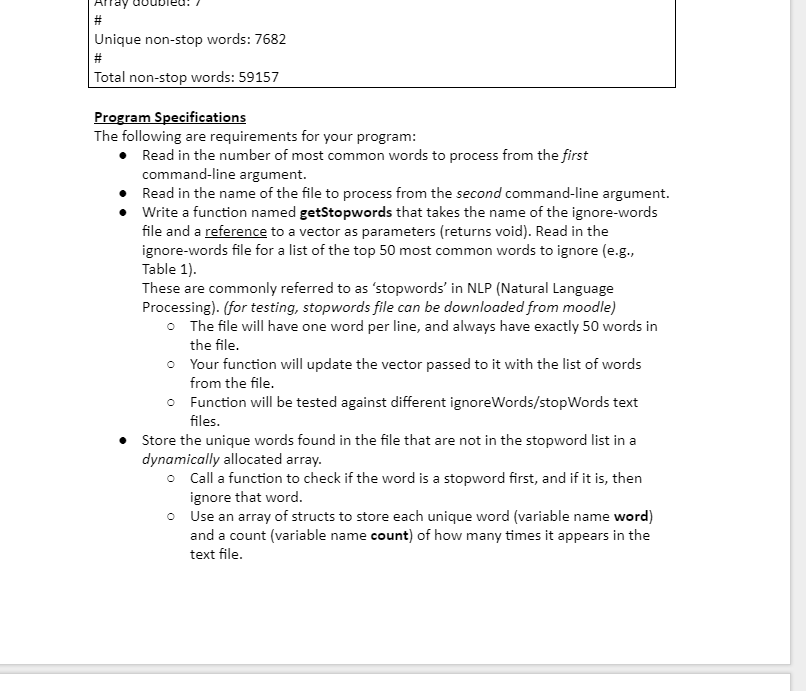 Array doubled: 7
#
Unique non-stop words: 7682
#
Total non-stop words: 59157
Program Specifications
The following are requirements for your program:
● Read in the number of most common words to process from the first
command-line argument.
● Read in the name of the file to process from the second command-line argument.
● Write a function named getStopwords that takes the name of the ignore-words
file and a reference to a vector as parameters (returns void). Read in the
ignore-words file for a list of the top 50 most common words to ignore (e.g.,
Table 1).
These are commonly referred to as ‘stopwords’ in NLP (Natural Language
Processing). (for testing, stopwords file can be downloaded from moodle)
○ The file will have one word per line, and always have exactly 50 words in
the file.
○ Your function will update the vector passed to it with the list of words
from the file.
○ Function will be tested against different ignoreWords/stopWords text
files.
● Store the unique words found in the file that are not in the stopword list in a
dynamically allocated array.
○ Call a function to check if the word is a stopword first, and if it is, then
ignore that word.
○ Use an array of structs to store each unique word (variable name word)
and a count (variable name count) of how many times it appears in the
text file.